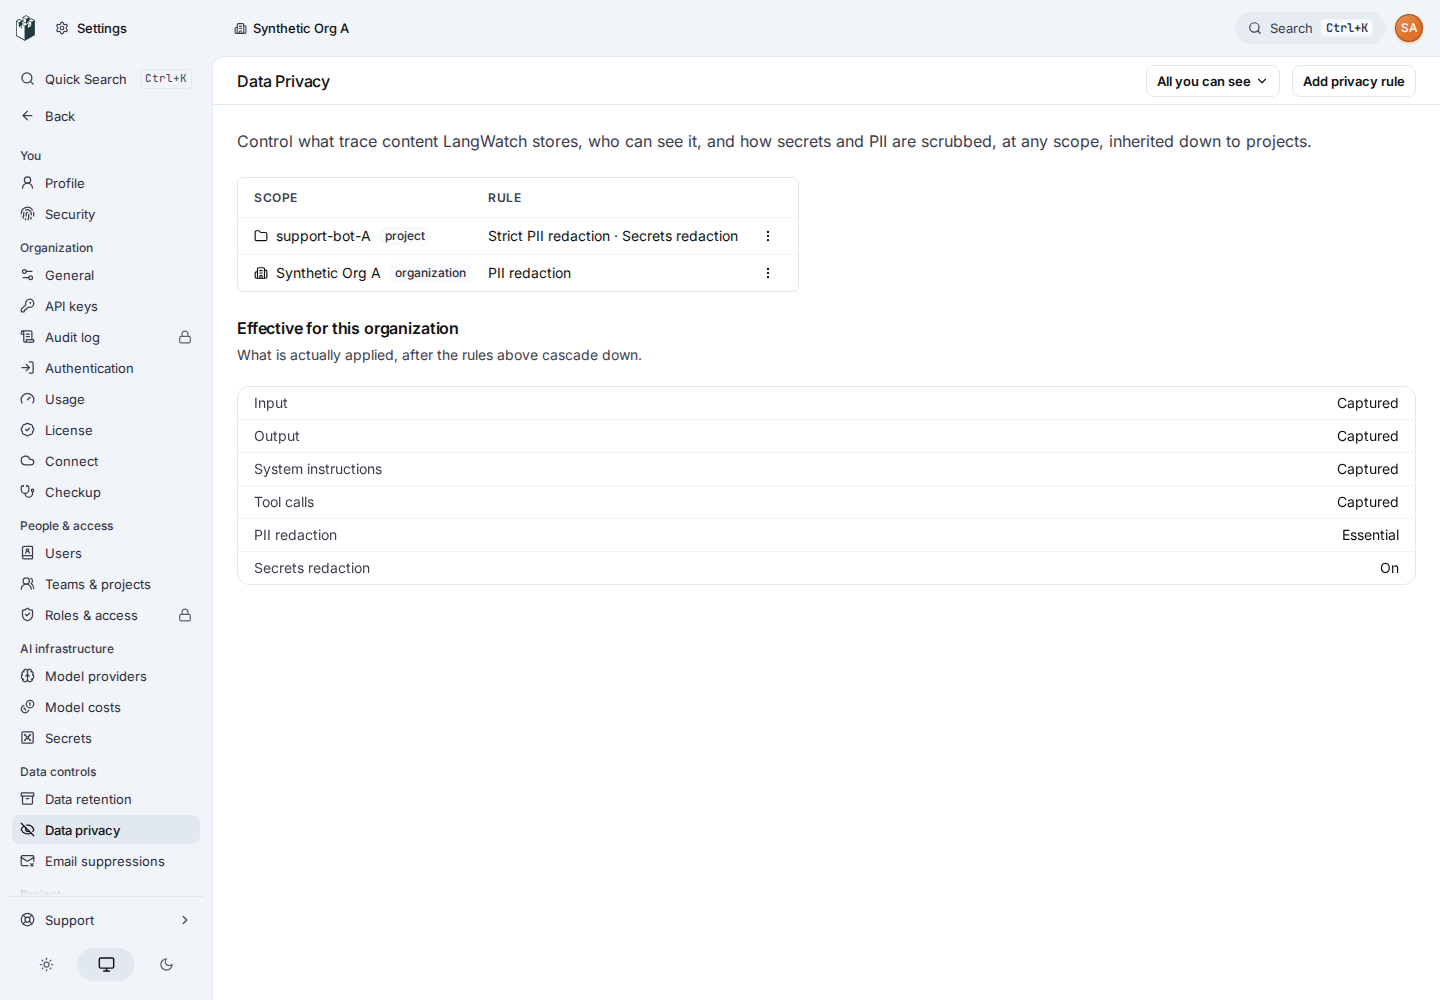 Settings
Synthetic Org A
Search Ctrl+K
SA
Quick Search Ctrl+K
Back
You
Profile
Security
Organization
General
API keys
Audit log
Authentication
Usage
License
Connect
Checkup
People & access
Users
Teams & projects
Roles & access
AI infrastructure
Model providers
Model costs
Secrets
Data controls
Data retention
Data privacy
Email suppressions
Project
Support
Data Privacy
All you can see
Add privacy rule
Control what trace content LangWatch stores, who can see it, and how secrets and PII are scrubbed, at any scope, inherited down to projects.
SCOPE RULE
support-bot-A project Strict PII redaction · Secrets redaction
Synthetic Org A organization PII redaction
Effective for this organization
What is actually applied, after the rules above cascade down.
Input Captured
Output Captured
System instructions Captured
Tool calls Captured
PII redaction Essential
Secrets redaction On